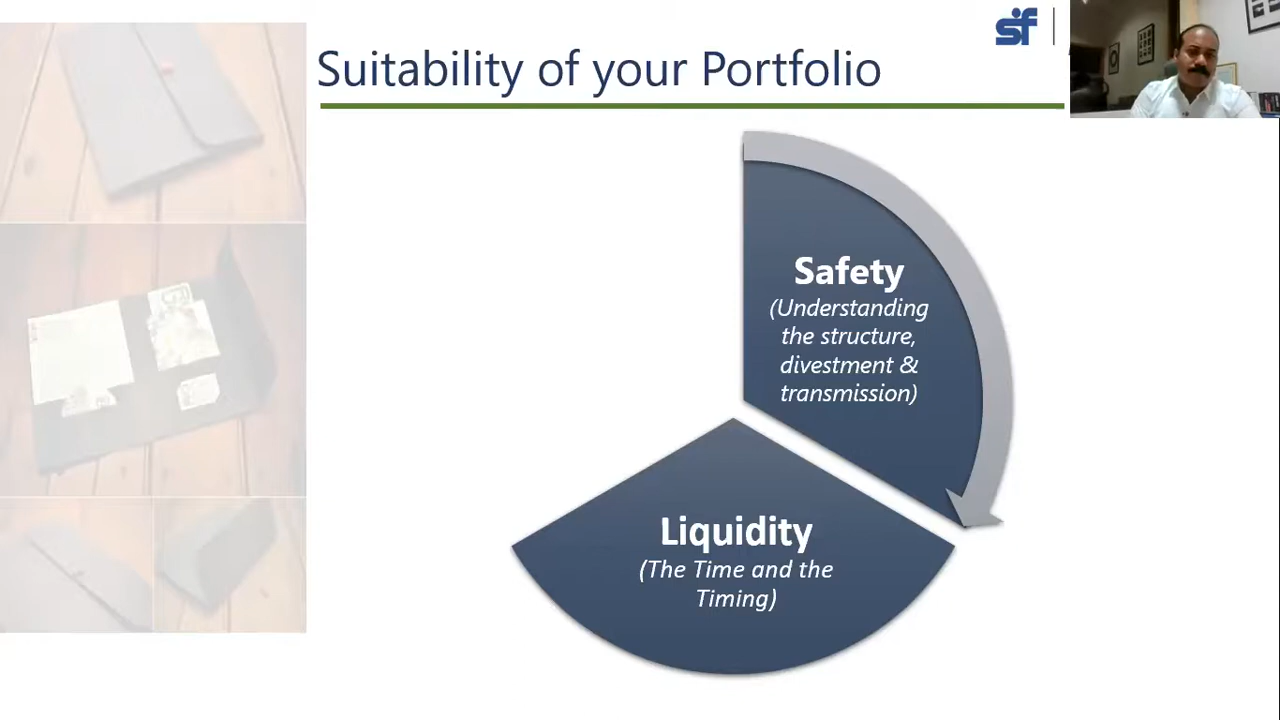 sf
Suitability of your Portfolio
Safety
(Understanding
the structure,
divestment &
transmission)
Liquidity
(The Time and the
Timing)